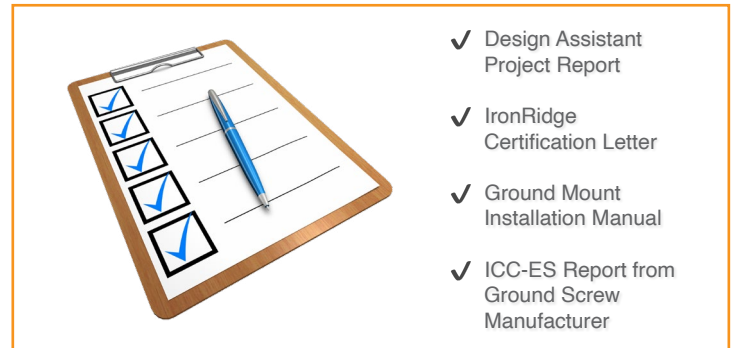 Design Assistant
Project Report
IronRidge
Certification Letter
Ground Mount
Installation Manual
ICC-ES Report from
Ground Screw
Manufacturer